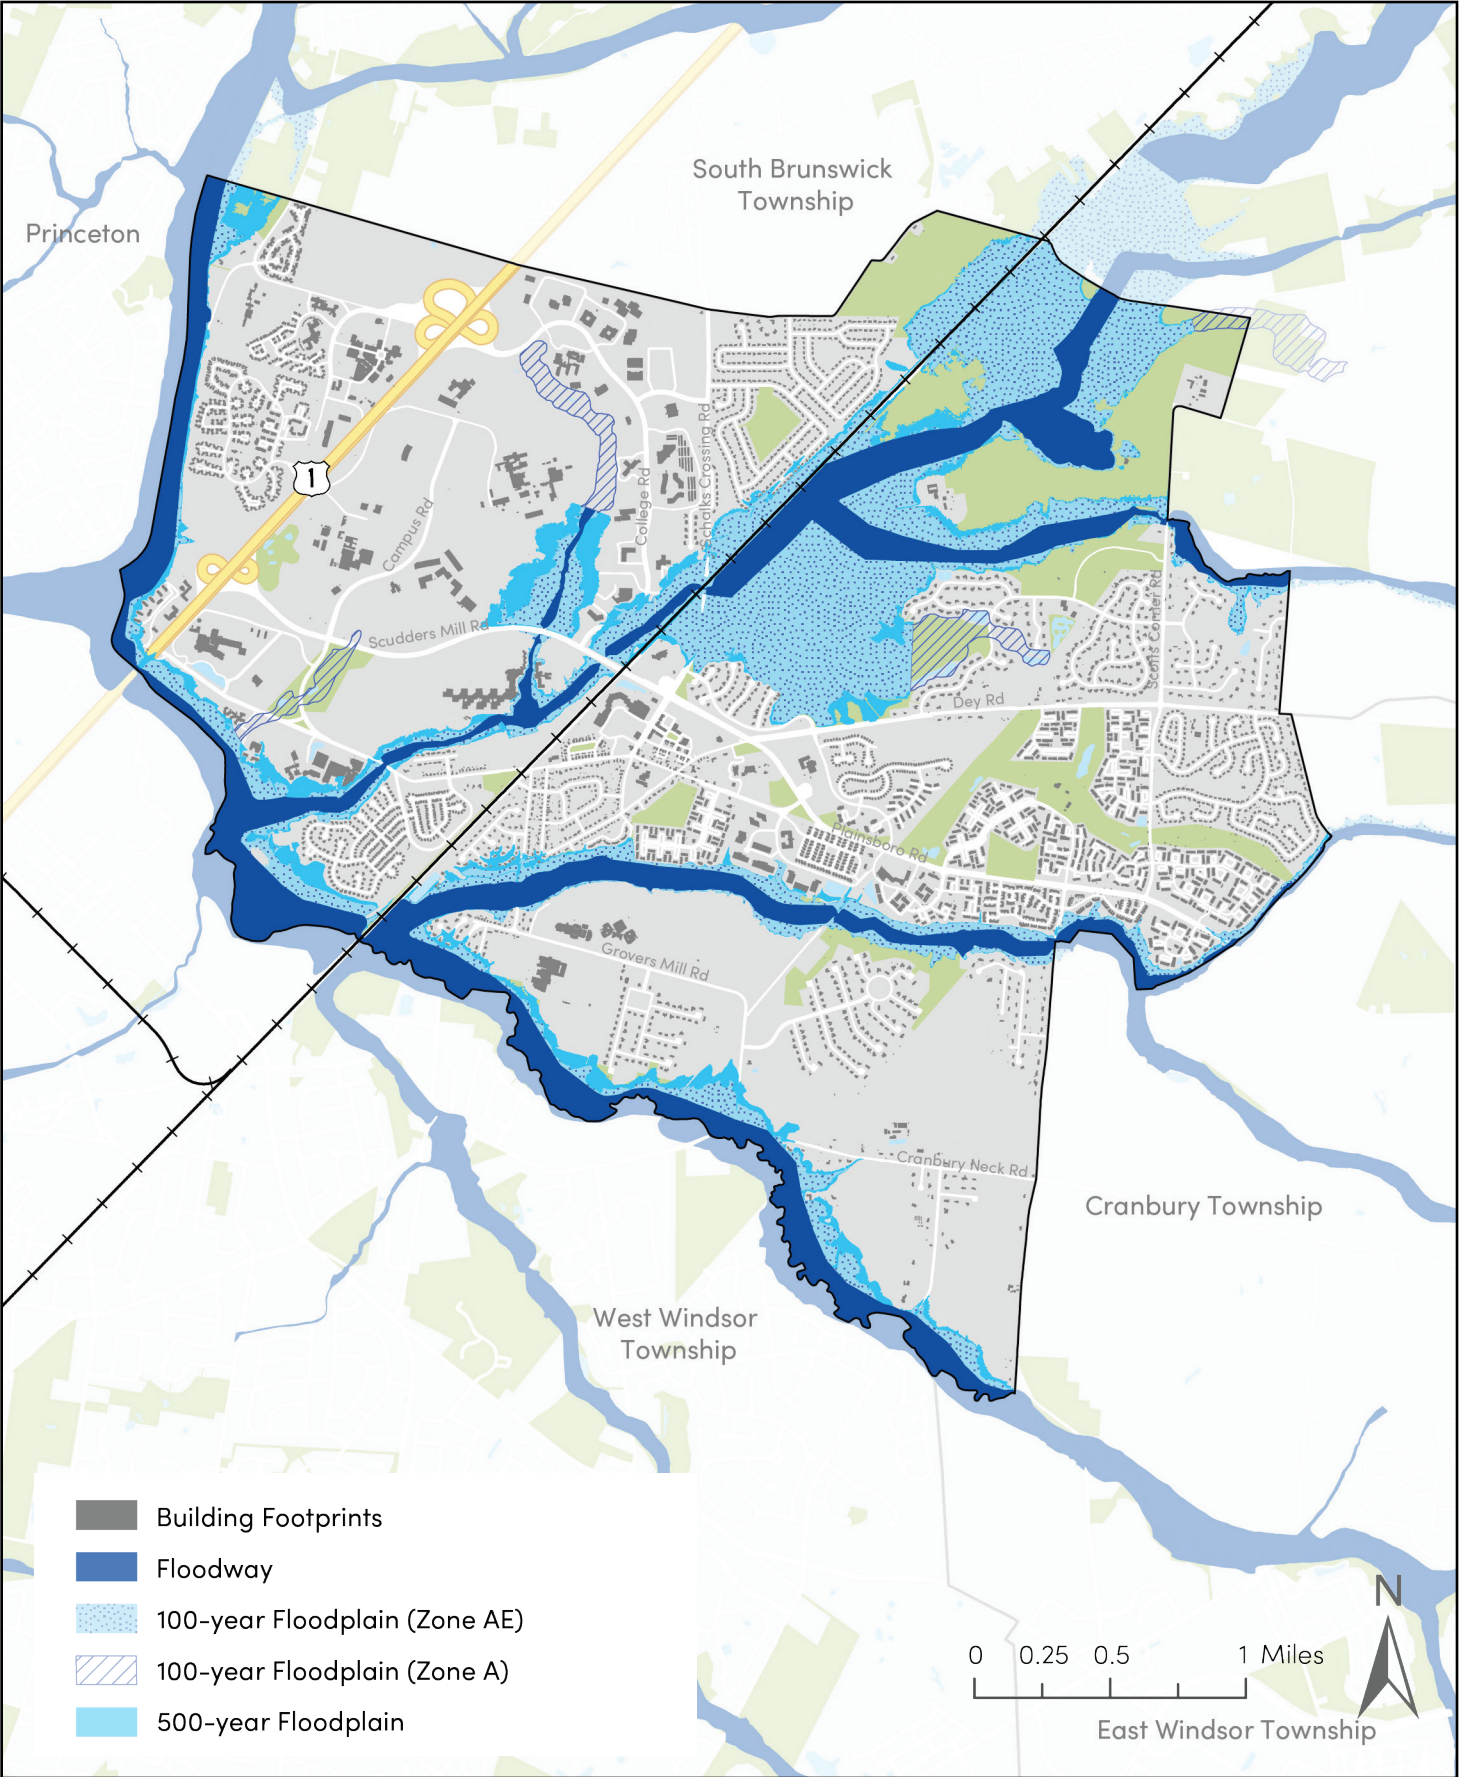 South Brunswick
Township
Princeton
1
Schalks Crossing Rd
College Rd
Campus Rd
Scudders Mill Rd
Scotts Corner Rd
Dey Rd
Plainsboro Rd
Grovers Mill Rd
Cranbury Neck Rd
Cranbury Township
West Windsor
Township
Building Footprints
Floodway
100-year Floodplain (Zone AE)
100-year Floodplain (Zone A)
500-year Floodplain
N
0 0.25 0.5 1 Miles
East Windsor Township